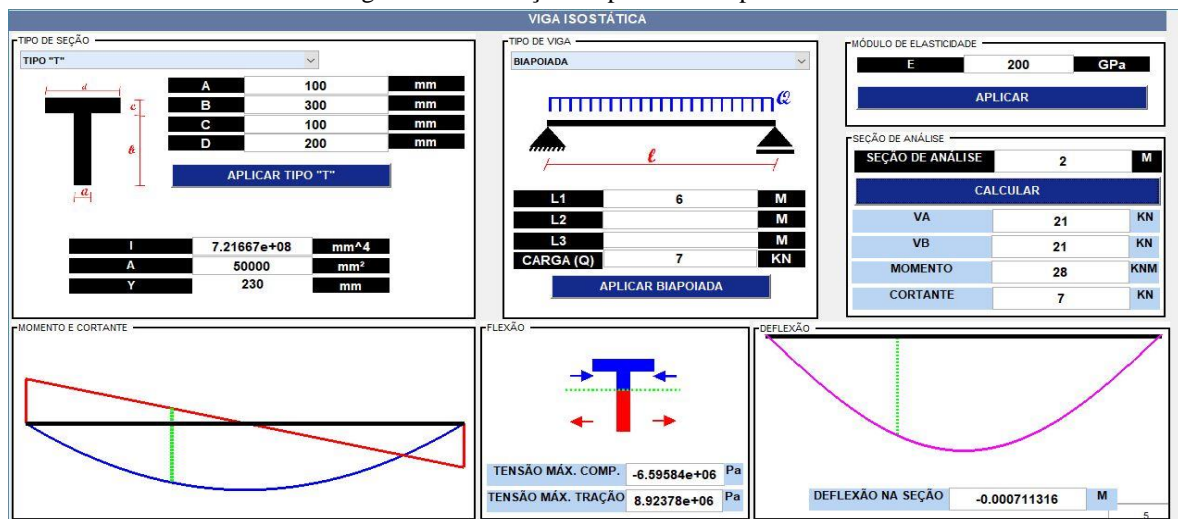 VIGA ISOSTÁTICA
TIPO DE SEÇÃO
TIPO "T"
d
c
b
a
A 100 mm
B 300 mm
C 100 mm
D 200 mm
APLICAR TIPO "T"
I 7.21667e+08 mm^4
A 50000 mm²
Y 230 mm
TIPO DE VIGA
BIAPOIADA
Q
ℓ
L1 6 M
L2 M
L3 M
CARGA (Q) 7 KN
APLICAR BIAPOIADA
MÓDULO DE ELASTICIDADE
E 200 GPa
APLICAR
SEÇÃO DE ANÁLISE
SEÇÃO DE ANÁLISE 2 M
CALCULAR
VA 21 KN
VB 21 KN
MOMENTO 28 KNM
CORTANTE 7 KN
MOMENTO E CORTANTE
FLEXÃO
TENSÃO MÁX. COMP. -6.59584e+06 Pa
TENSÃO MÁX. TRAÇÃO 8.92378e+06 Pa
DEFLEXÃO
DEFLEXÃO NA SEÇÃO -0.000711316 M
5